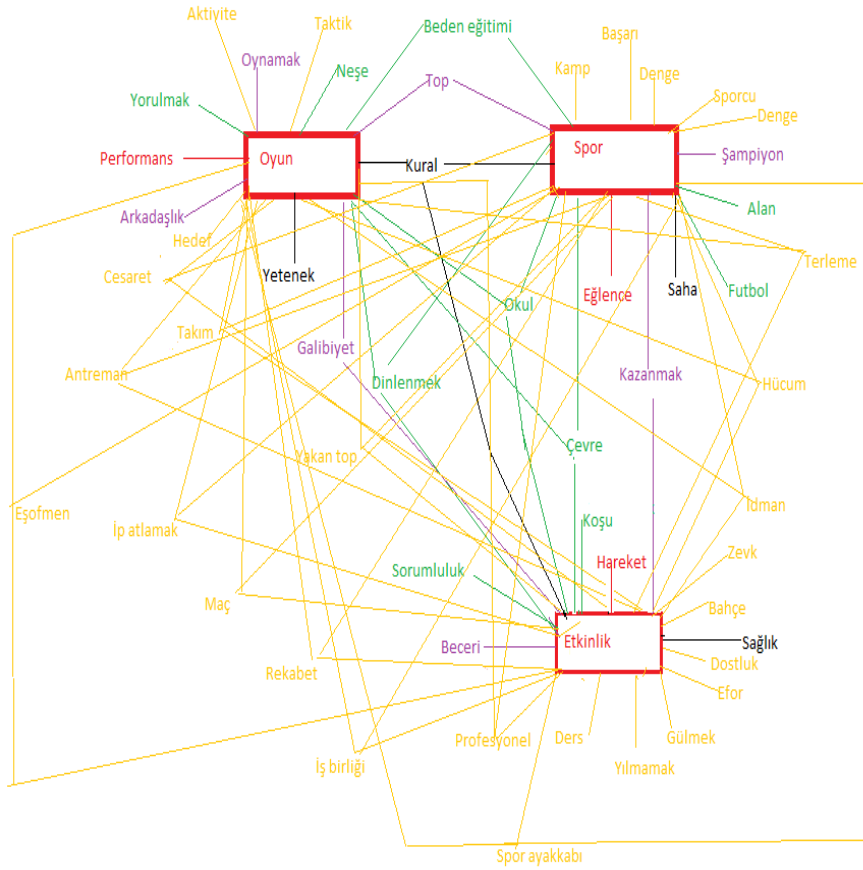 Aktivite
Taktik
Beden eğitimi
Başarı
Oynamak
Neşe
Top
Kamp
Denge
Sporcu
Yorulmak
Denge
Performans
Oyun
Kural
Spor
Şampiyon
Arkadaşlık
Alan
Hedef
Cesaret
Yetenek
Terleme
Eğlence
Saha
Futbol
Okul
Takım
Galibiyet
Antreman
Dinlenmek
Kazanmak
Hücum
Yakan top
Çevre
Eşofmen
İp atlamak
Koşu
İdman
Sorumluluk
Hareket
Zevk
Maç
Bahçe
Beceri
Etkinlik
Sağlık
Rekabet
Dostluk
Efor
İş birliği
Profesyonel
Ders
Gülmek
Yılmamak
Spor ayakkabı